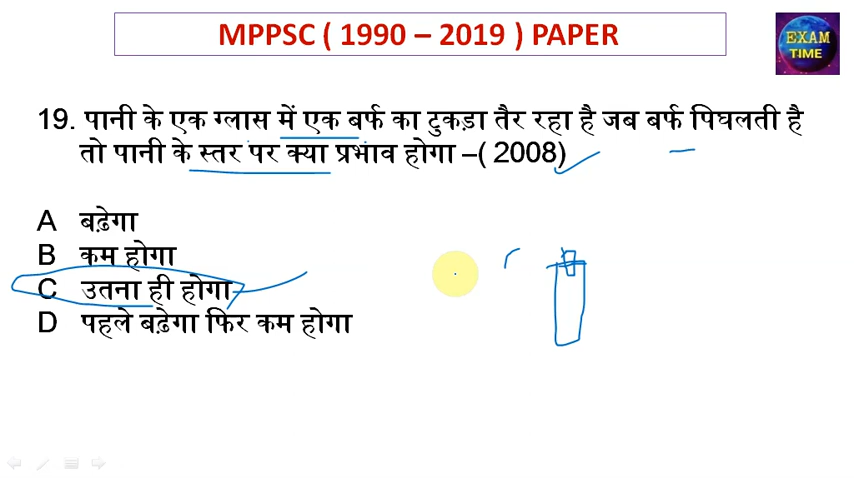 MPPSC ( 1990 – 2019 ) PAPER
EXAM
TIME
19. पानी के एक ग्लास में एक बर्फ का टुकड़ा तैर रहा है जब बर्फ पिघलती है
तो पानी के स्तर पर क्या प्रभाव होगा –( 2008)
A बढ़ेगा
B कम होगा
C उतना ही होगा
D पहले बढ़ेगा फिर कम होगा